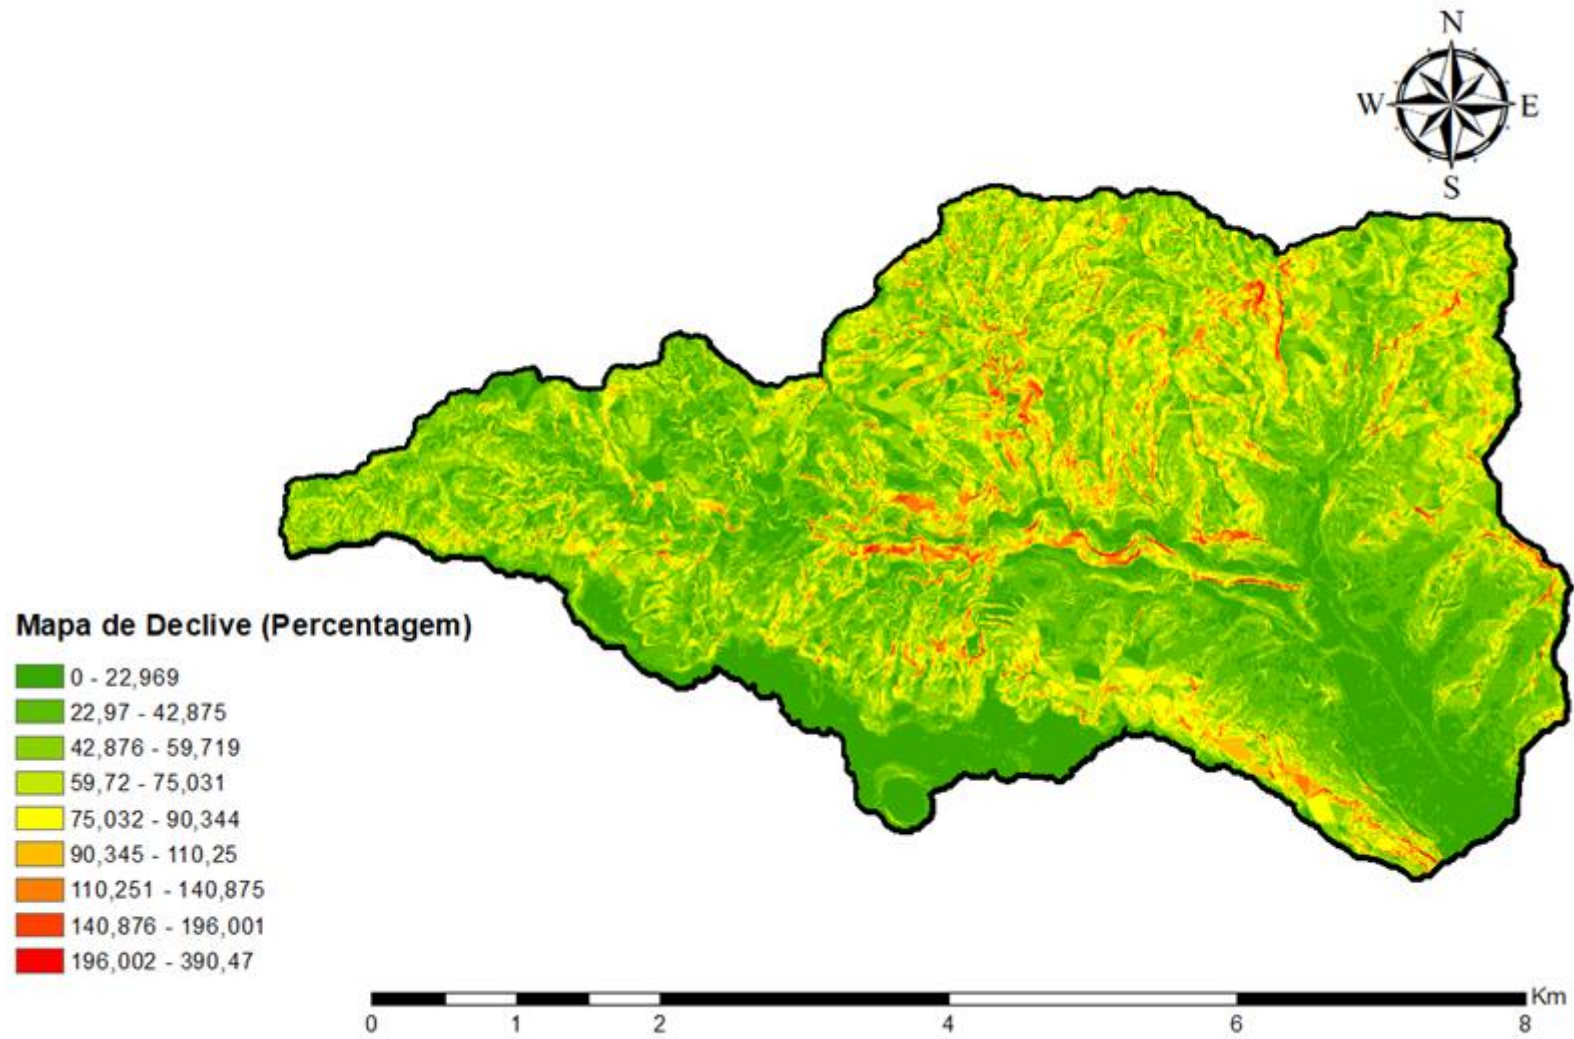 N
W E
S
Mapa de Declive (Percentagem)
0 - 22,969
22,97 - 42,875
42,876 - 59,719
59,72 - 75,031
75,032 - 90,344
90,345 - 110,25
110,251 - 140,875
140,876 - 196,001
196,002 - 390,47
Km
0 1 2 4 6 8